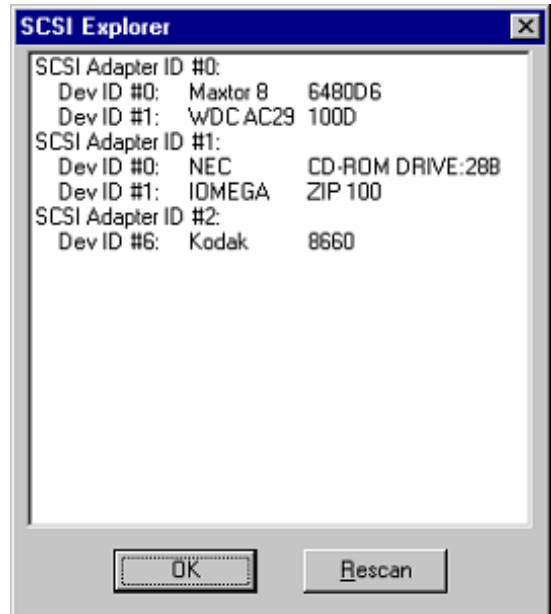 SCSI Explorer
SCSI Adapter ID #0:
Dev ID #0: Maxtor 8 6480D6
Dev ID #1: WDC AC29 100D
SCSI Adapter ID #1:
Dev ID #0: NEC CD-ROM DRIVE:28B
Dev ID #1: IOMEGA ZIP 100
SCSI Adapter ID #2:
Dev ID #6: Kodak 8660
OK Rescan